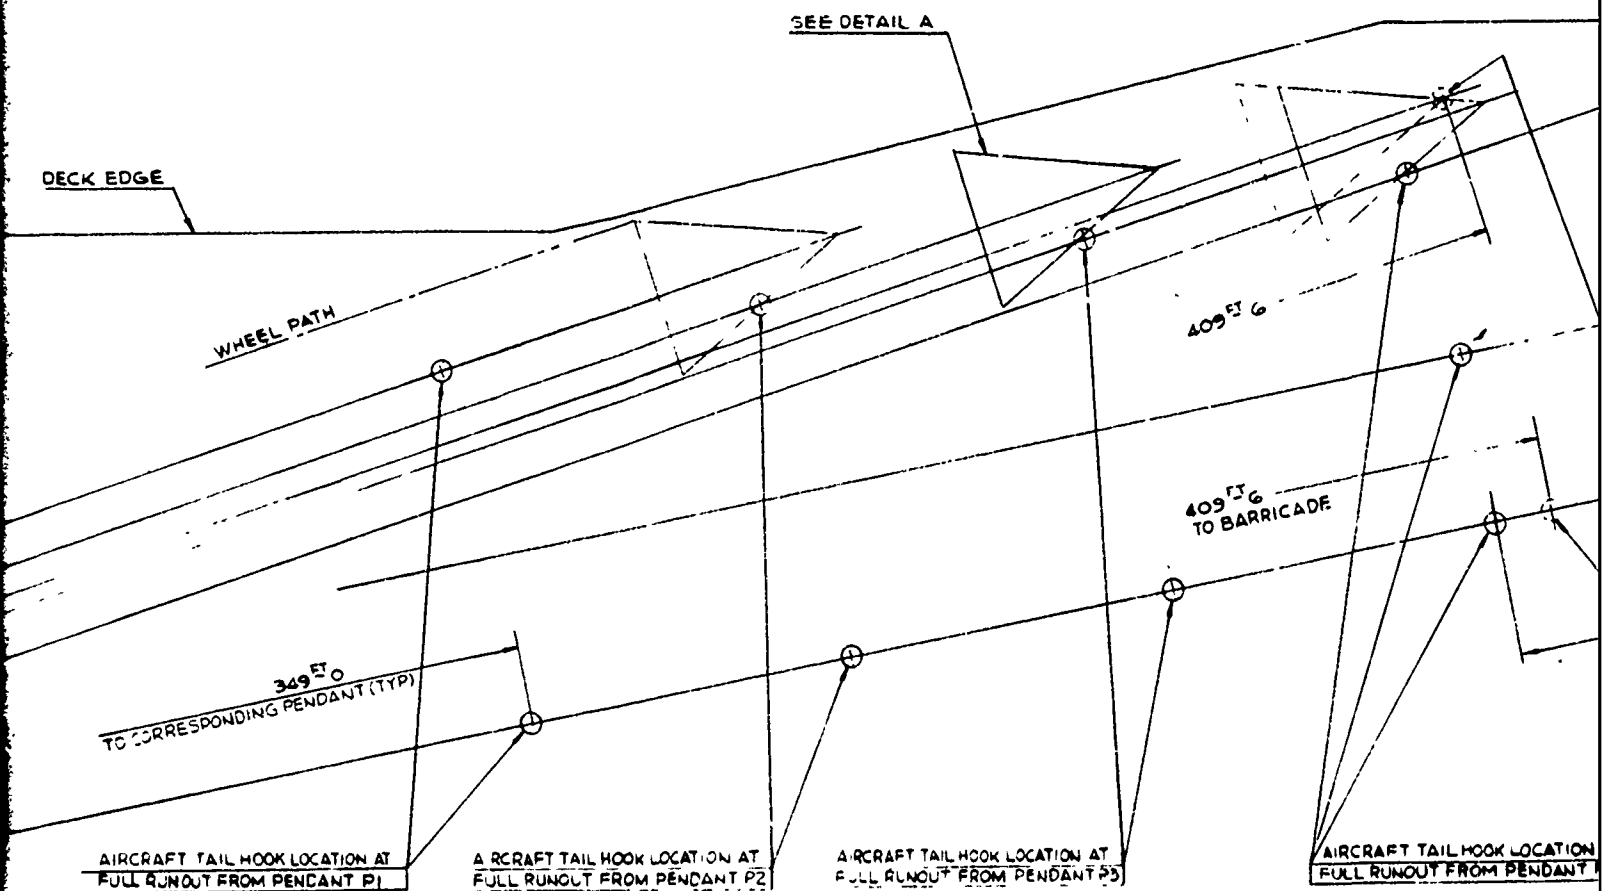 SEE DETAIL A
DECK EDGE
WHEEL PATH
409 FT 6
409 FT 6
TO BARRICADE
349 FT 0
TO CORRESPONDING PENDANT (TYP)
AIRCRAFT TAIL HOOK LOCATION AT
FULL RUNOUT FROM PENDANT P1
A RCRAFT TAIL HOOK LOCATION AT
FULL RUNOUT FROM PENDANT P2
AIRCRAFT TAIL HOOK LOCATION AT
FULL RUNOUT FROM PENDANT P3
AIRCRAFT TAIL HOOK LOCATION
FULL RUNOUT FROM PENDANT